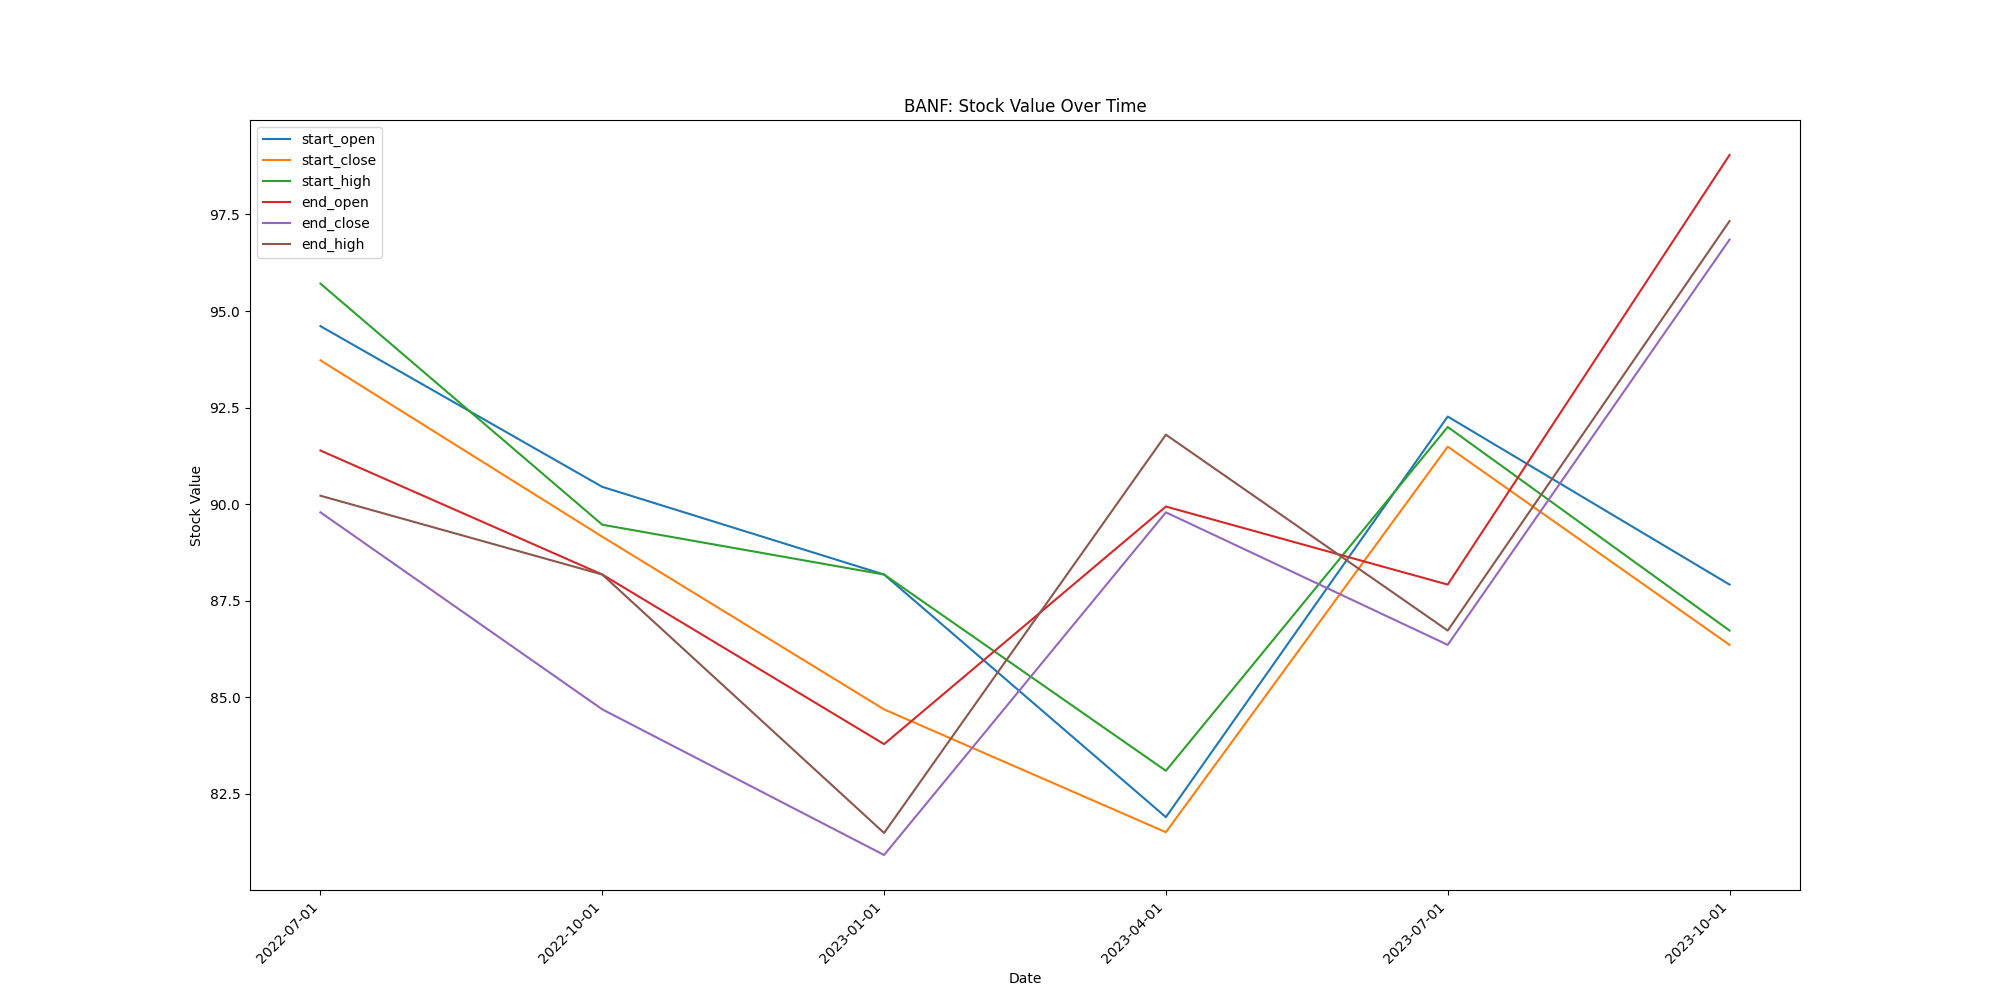 BANF: Stock Value Over Time
start_open
start_close
start_high
end_open
end_close
end_high
97.5
95.0
92.5
90.0
87.5
85.0
82.5
Stock Value
2022-07-01
2022-10-01
2023-01-01
2023-04-01
2023-07-01
2023-10-01
Date